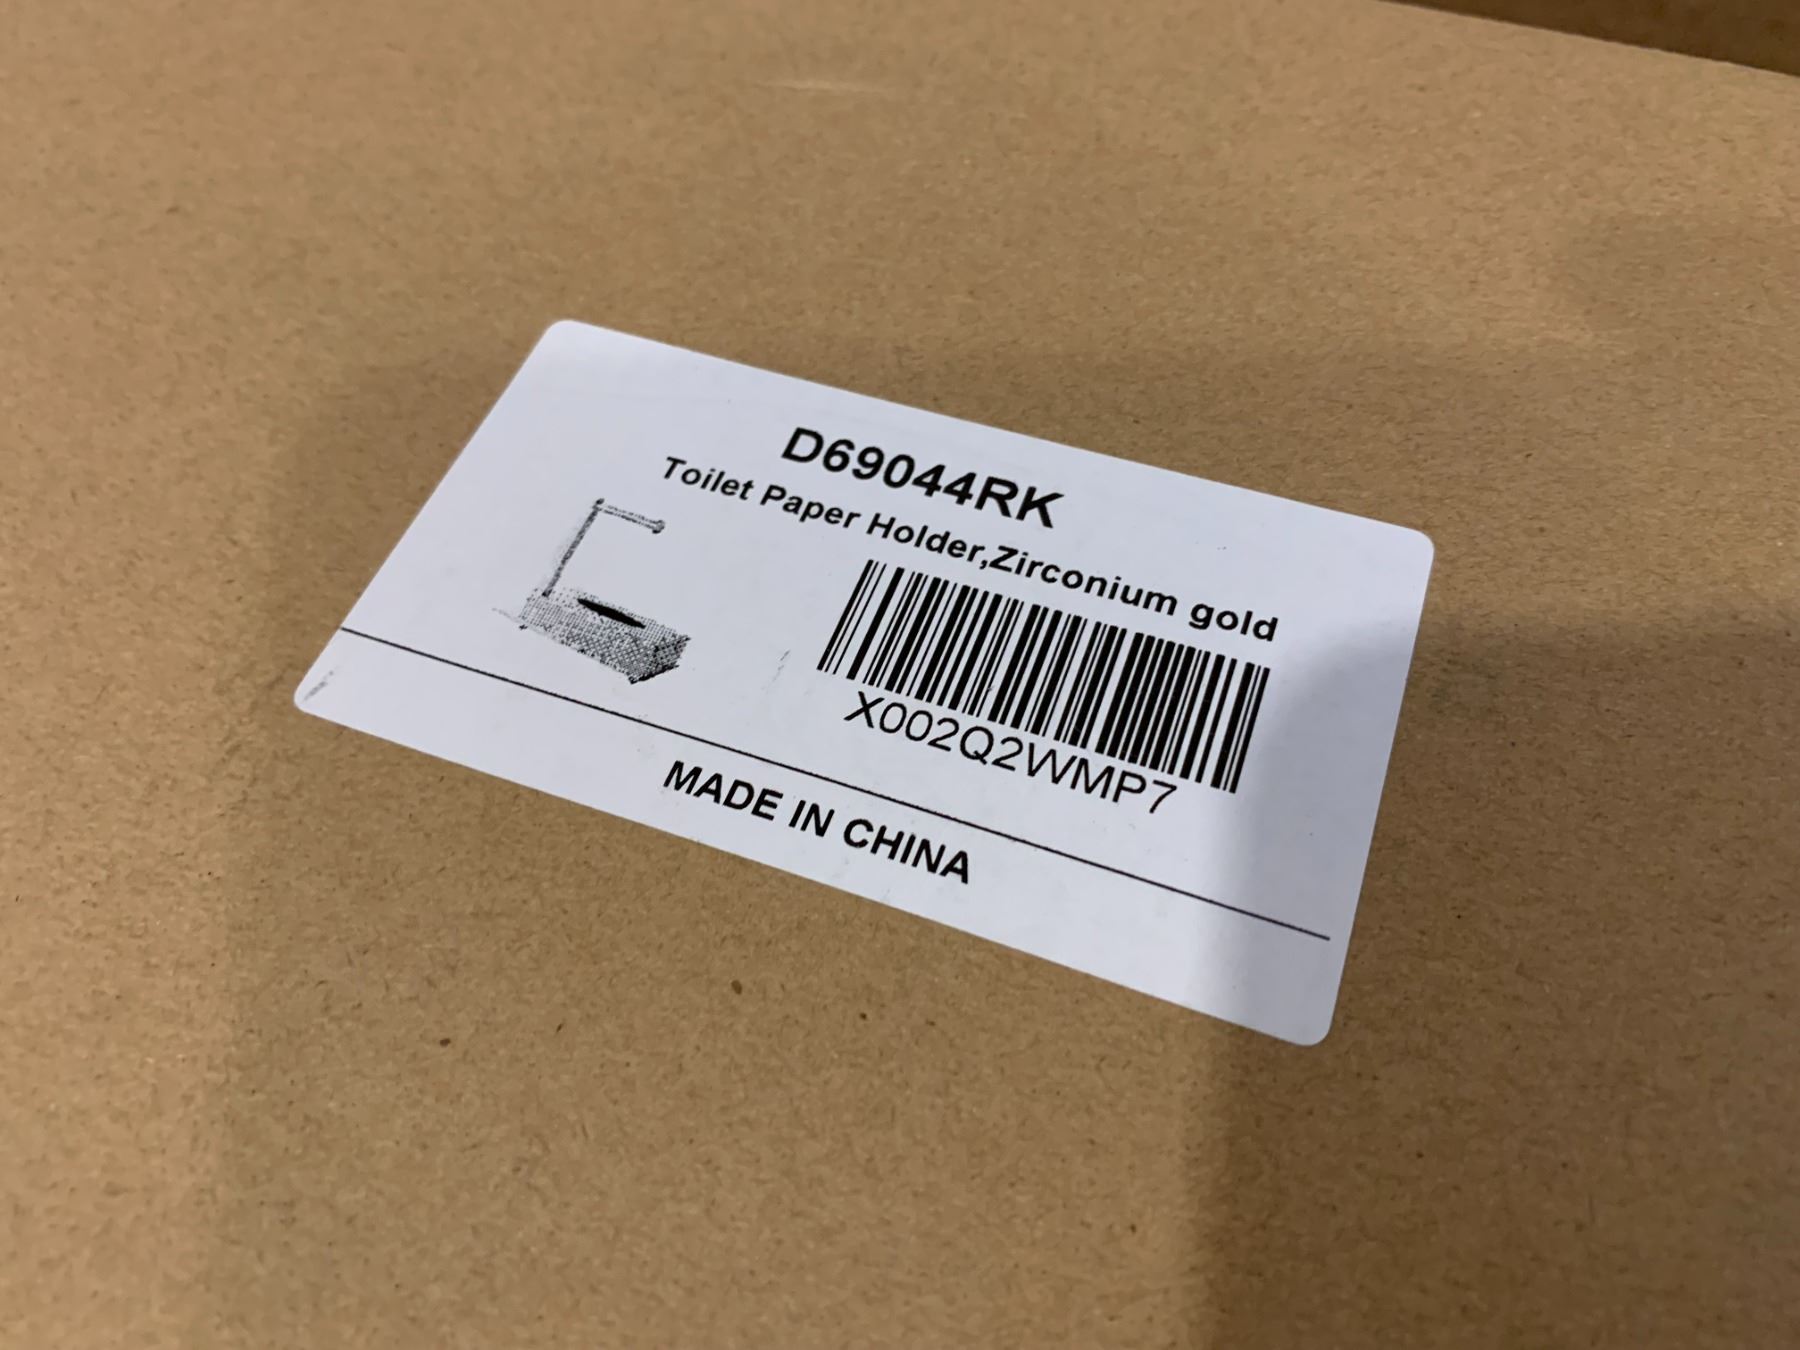 D69044RK
Toilet Paper Holder,Zirconium gold
X002Q2WMP7
MADE IN CHINA